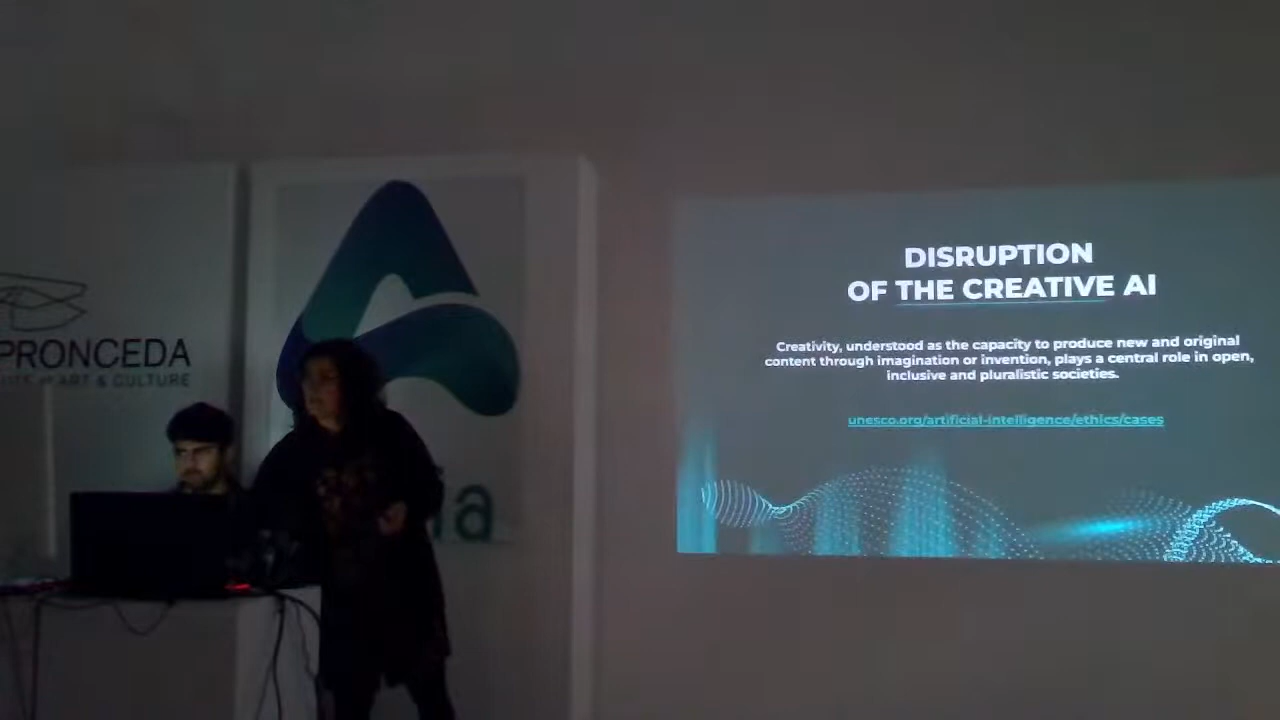 PRONCEDA
ART & CULTURE
DISRUPTION
OF THE CREATIVE AI
Creativity, understood as the capacity to produce new and original
content through imagination or invention, plays a central role in open,
inclusive and pluralistic societies.
unesco.org/artificial-intelligence/ethics/cases